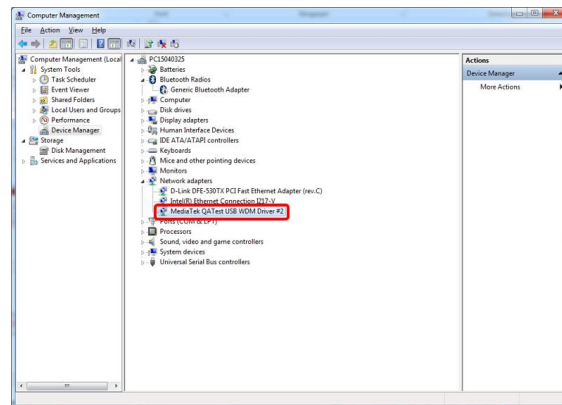 Computer Management
File Action View Help
Computer Management (Local
System Tools
Task Scheduler
Event Viewer
Shared Folders
Local Users and Groups
Performance
Device Manager
Storage
Disk Management
Services and Applications
PC15040325
Batteries
Bluetooth Radios
Generic Bluetooth Adapter
Computer
Disk drives
Display adapters
Human Interface Devices
IDE ATA/ATAPI controllers
Keyboards
Mice and other pointing devices
Monitors
Network adapters
D-Link DFE-530TX PCI Fast Ethernet Adapter (rev.C)
Intel(R) Ethernet Connection I217-V
MediaTek QATest USB WDM Driver #2
Ports (COM & LPT)
Processors
Sound, video and game controllers
System devices
Universal Serial Bus controllers
Actions
Device Manager
More Actions